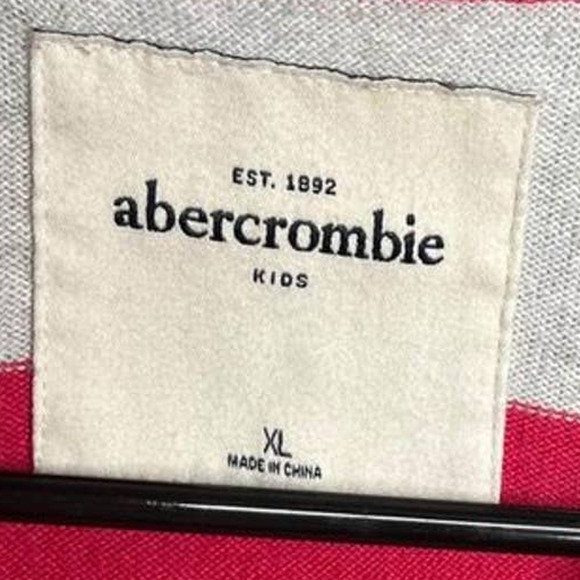 EST. 1892
abercrombie
KIDS
XL
MADE IN CHINA